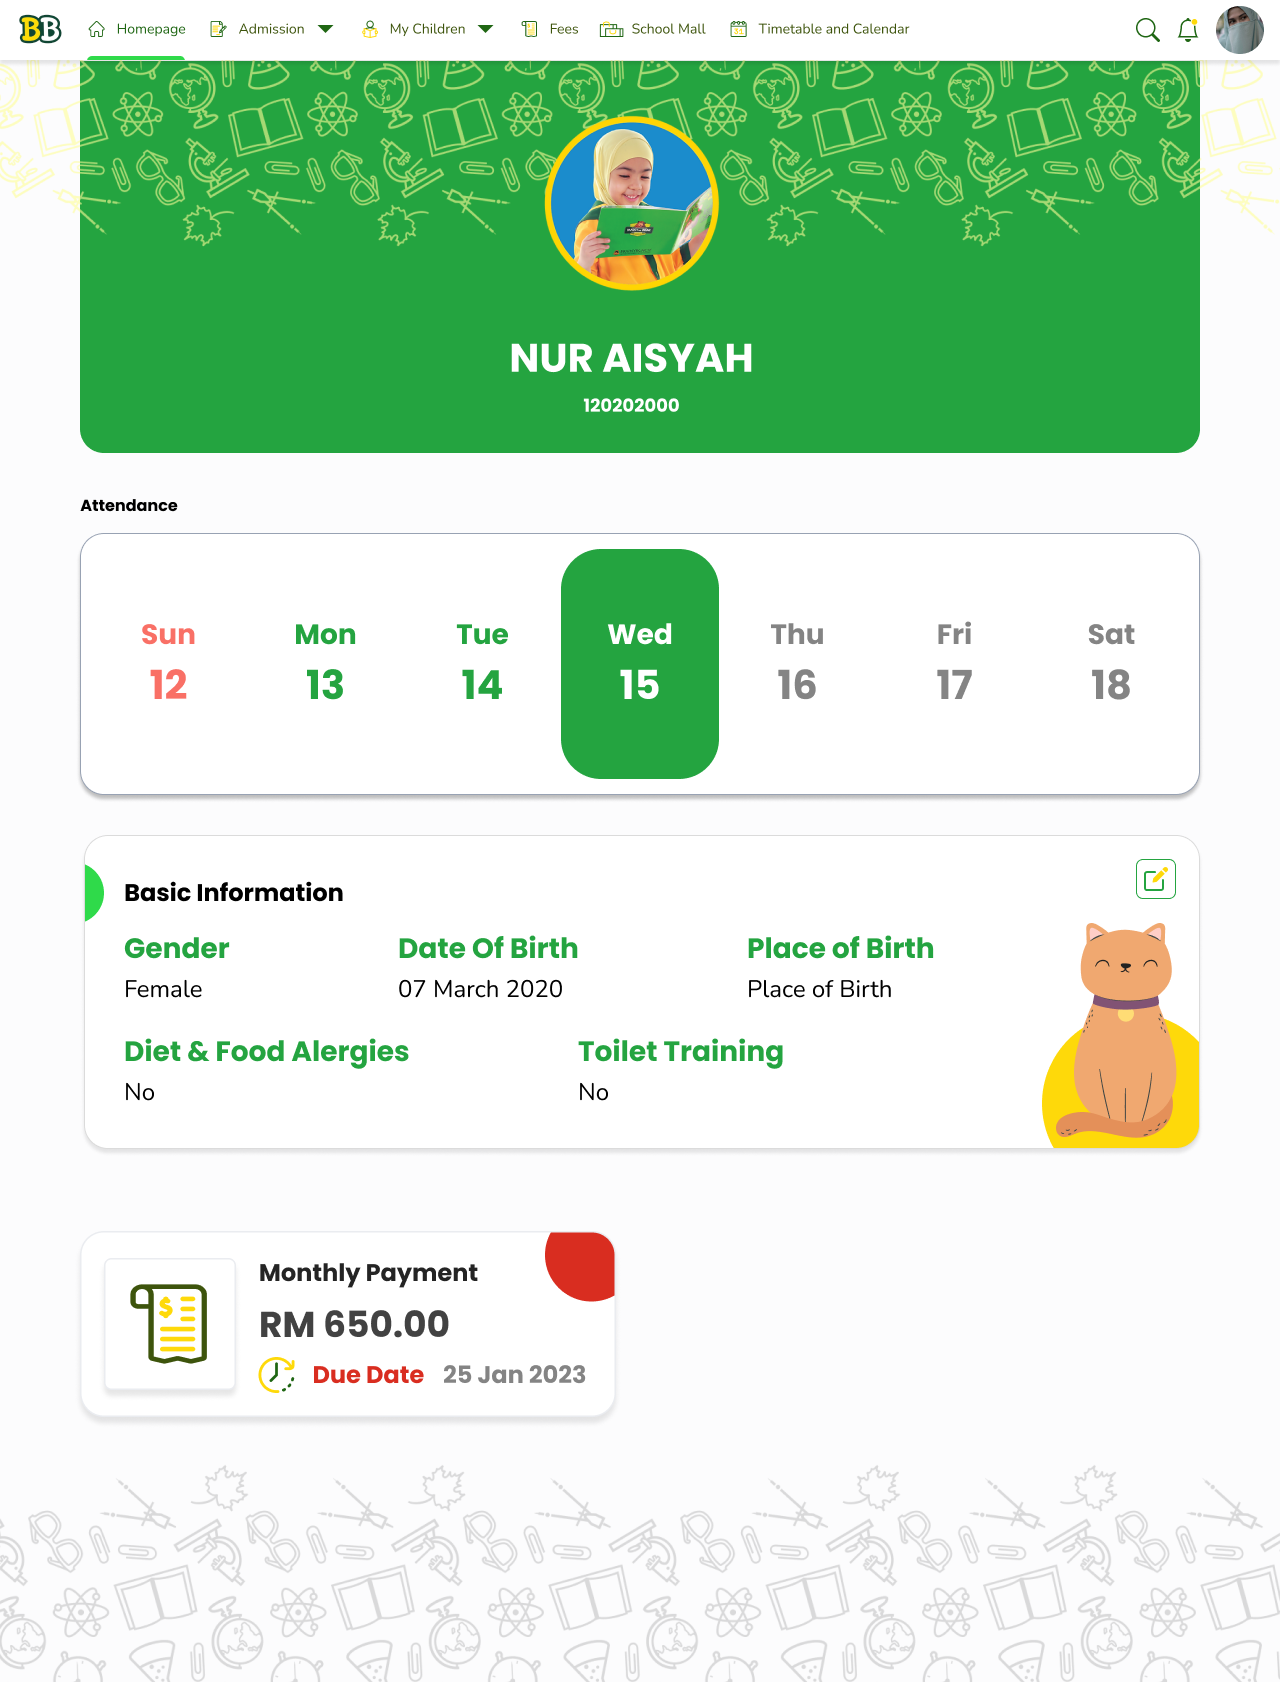 BB
Homepage Admission My Children Fees School Mall Timetable and Calendar
NUR AISYAH
120202000
Attendance
Sun Mon Tue Wed Thu Fri Sat
12 13 14 15 16 17 18
Basic Information
Gender Date Of Birth Place of Birth
Female 07 March 2020 Place of Birth
Diet & Food Alergies Toilet Training
No No
Monthly Payment
RM 650.00
Due Date 25 Jan 2023